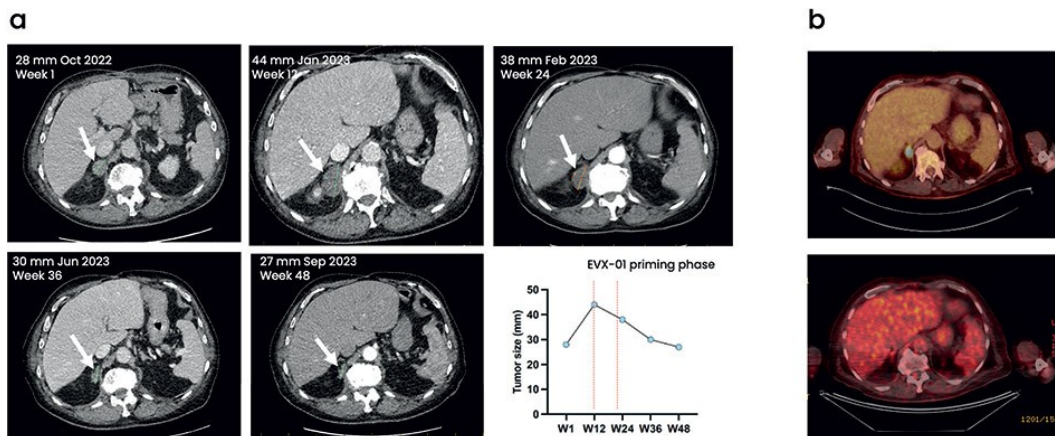 a
b
28 mm Oct 2022
Week 1
44 mm Jan 2023
Week 12
38 mm Feb 2023
Week 24
30 mm Jun 2023
Week 36
27 mm Sep 2023
Week 48
EVX-01 priming phase
Tumor size (mm)
50
40
30
20
10
0
W1 W12 W24 W36 W48
1201/15